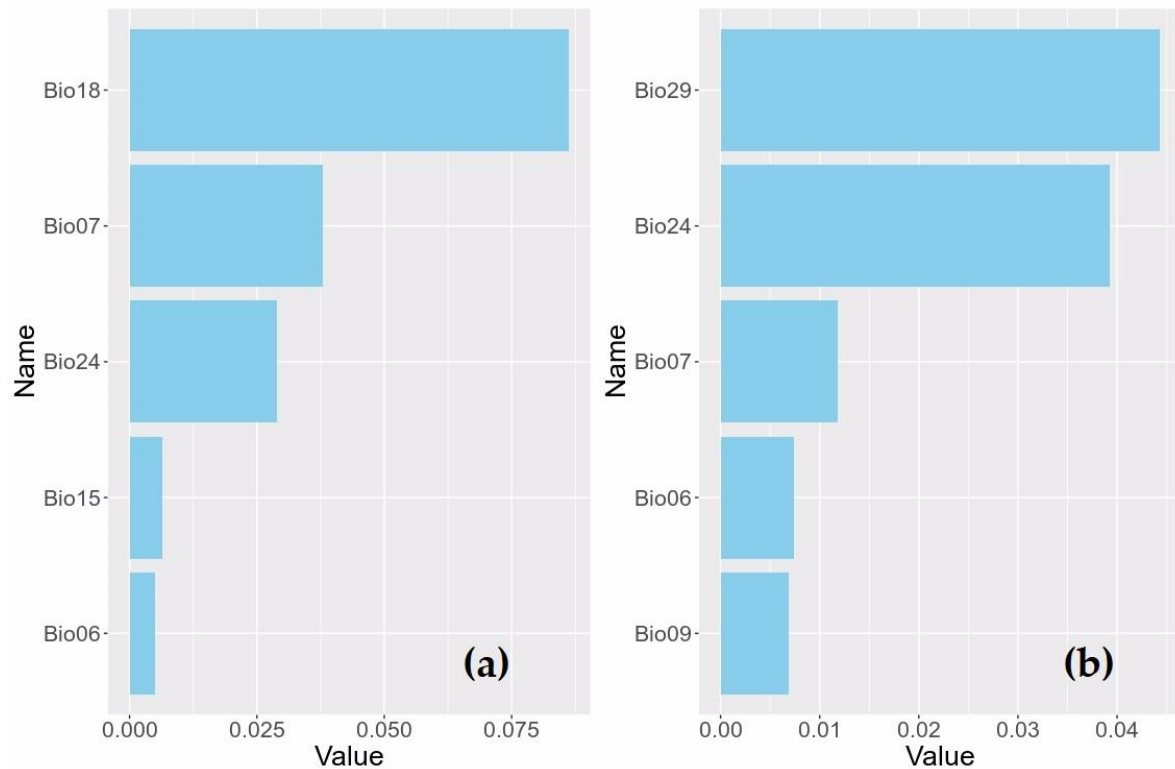 Bio18
Bio07
Bio24
Bio15
Bio06
Name
0.000 0.025 0.050 0.075
Value
(a)
Bio29
Bio24
Bio07
Bio06
Bio09
Name
0.00 0.01 0.02 0.03 0.04
Value
(b)